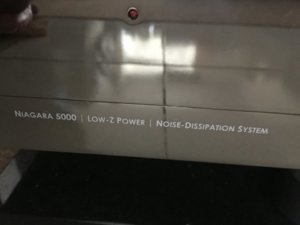 NIAGARA 5000 | LOW-Z POWER | NOISE-DISSIPATION SYSTEM